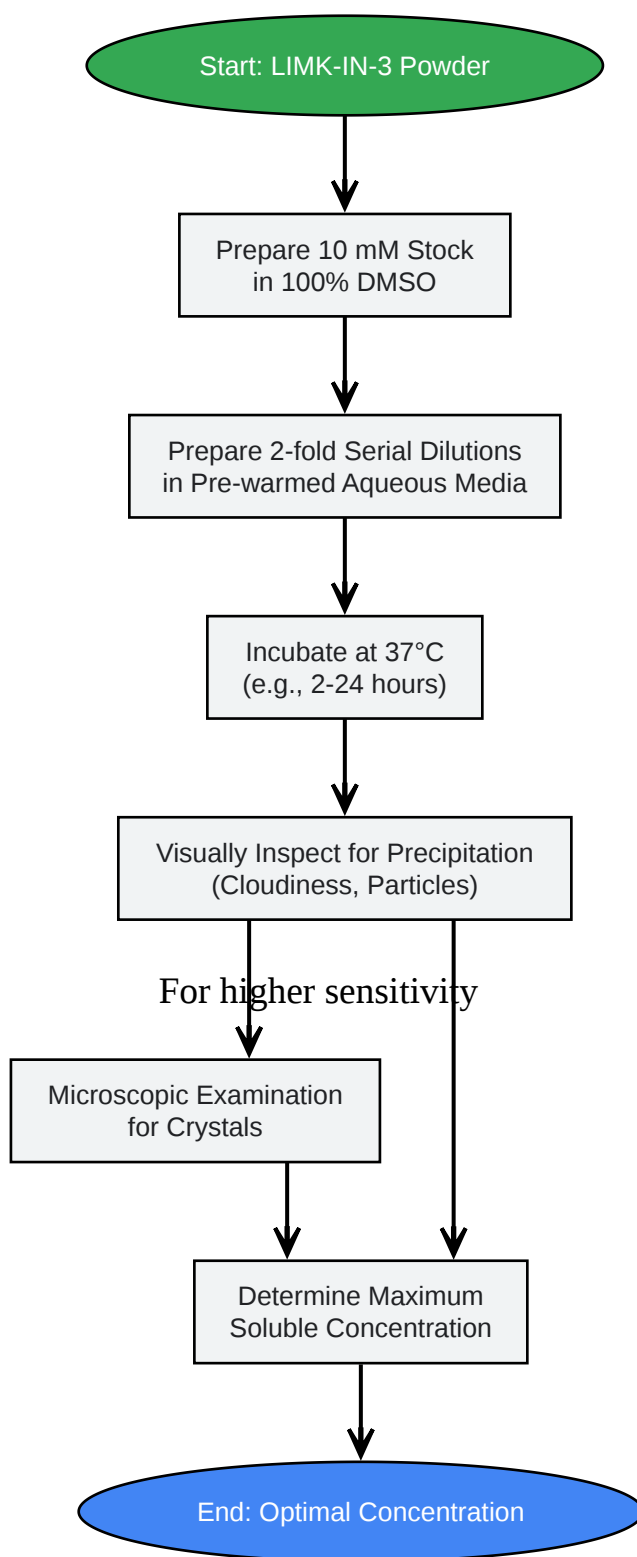 Start: LIMK-IN-3 Powder
Prepare 10 mM Stock
in 100% DMSO
Prepare 2-fold Serial Dilutions
in Pre-warmed Aqueous Media
Incubate at 37°C
(e.g., 2-24 hours)
Visually Inspect for Precipitation
(Cloudiness, Particles)
For higher sensitivity
Microscopic Examination
for Crystals
Determine Maximum
Soluble Concentration
End: Optimal Concentration